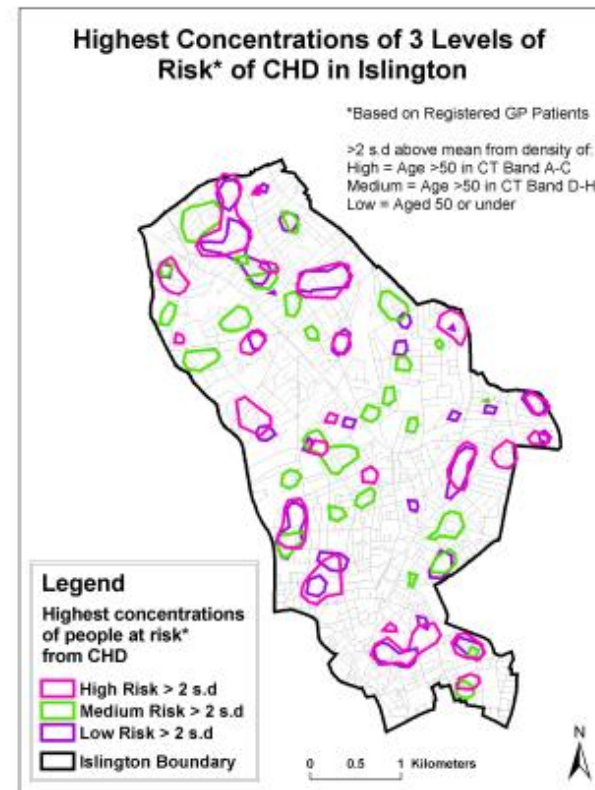 Highest Concentrations of 3 Levels of
Risk* of CHD in Islington
*Based on Registered GP Patients
>2 s.d above mean from density of:
High = Age >50 in CT Band A-C
Medium = Age >50 in CT Band D-H
Low = Aged 50 or under
Legend
Highest concentrations
of people at risk*
from CHD
High Risk > 2 s.d
Medium Risk > 2 s.d
Low Risk > 2 s.d
Islington Boundary
0 0.5 1 Kilometers
N